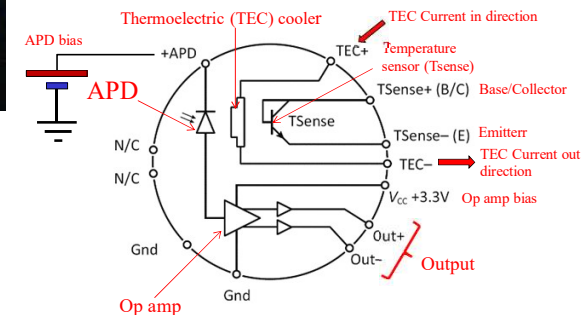 Thermoelectric (TEC) cooler
TEC Current in direction
APD bias
+APD
TEC+
?emperature
sensor (Tsense)
APD
TSense+ (B/C)
Base/Collector
TSense
TSense– (E)
Emitterr
N/C
TEC–
TEC Current out
direction
N/C
Vcc +3.3V
Op amp bias
Out+
Gnd
Out–
Output
Op amp
Gnd